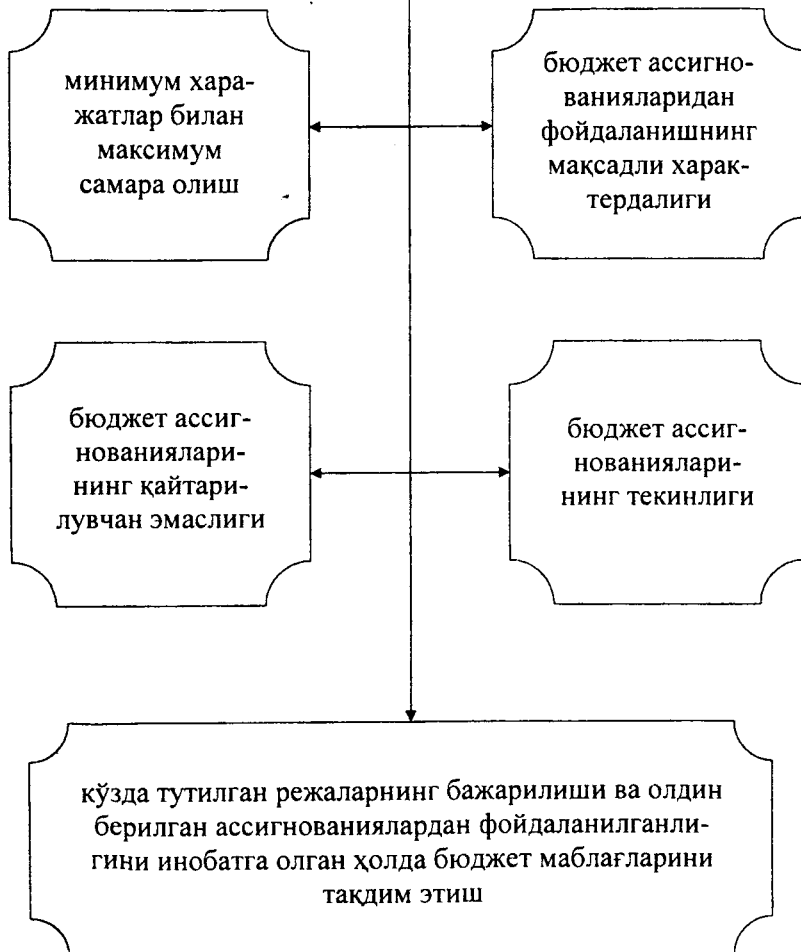 минимум хара-
жатлар билан
максимум
самара олиш
бюджет ассигно-
ванияларидан
фойдаланишнинг
мақсадли харак-
тердалиги
бюджет ассиг-
нованиялари-
нинг қайтари-
лувчан эмаслиги
бюджет ассиг-
нованиялари-
нинг текинлиги
кўзда тутилган режаларнинг бажарилиши ва олдин
берилган ассигнованиялардан фойдаланилганли-
гини инобатга олган ҳолда бюджет маблағларини
тақдим этиш